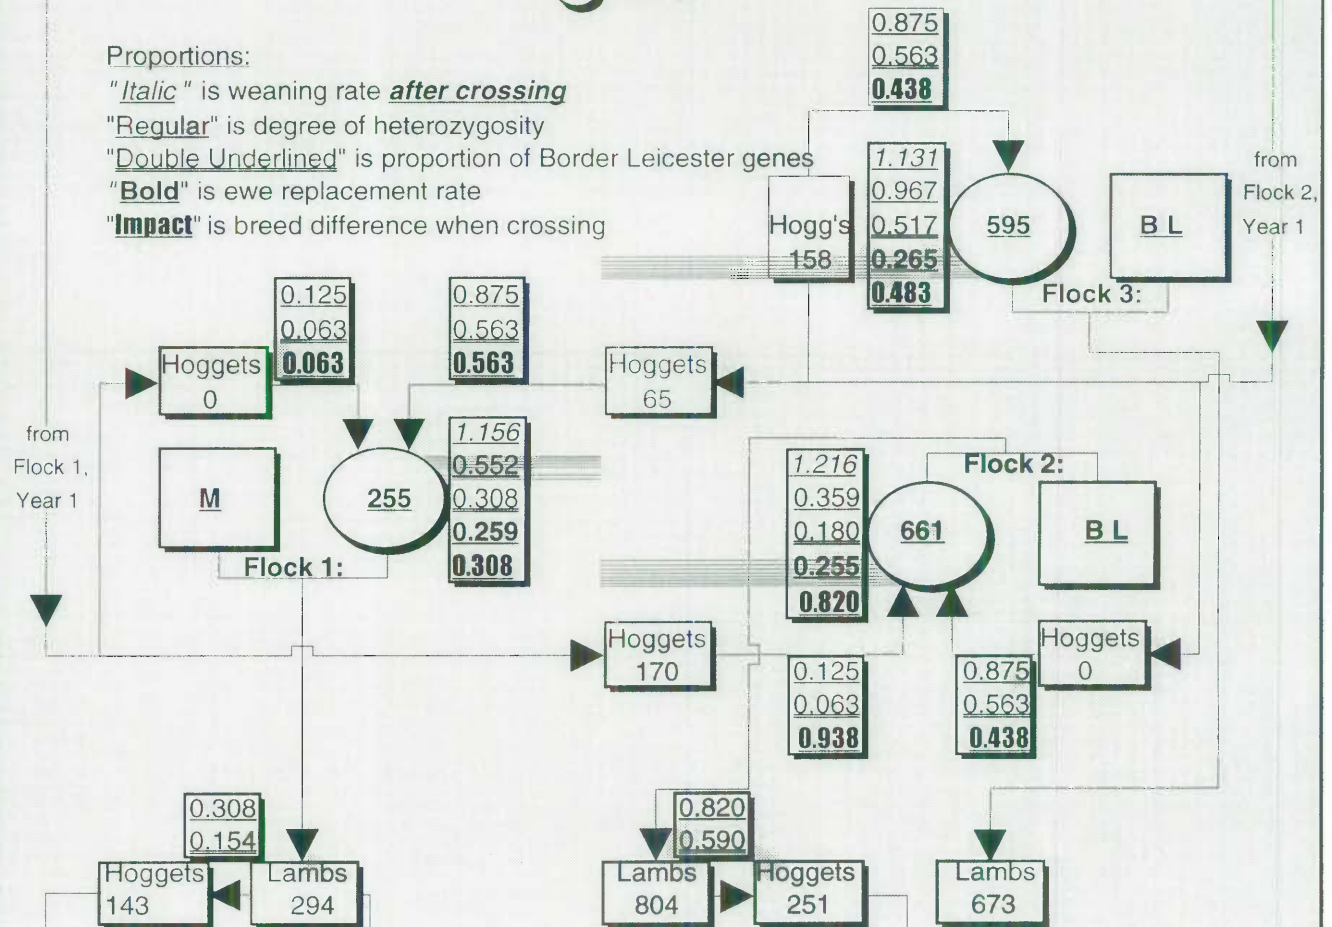 Proportions:
"Italic " is weaning rate after crossing
"Regular" is degree of heterozygosity
"Double Underlined" is proportion of Border Leicester genes
"Bold" is ewe replacement rate
"Impact" is breed difference when crossing
0.875
0.563
0.438
Hogg's
158
1.131
0.967
0.517
0.265
0.483
595
B L
Flock 3:
from
Flock 2,
Year 1
0.125
0.063
0.063
0.875
0.563
0.563
Hoggets
0
Hoggets
65
from
Flock 1,
Year 1
M
255
1.156
0.552
0.308
0.259
0.308
Flock 1:
1.216
0.359
0.180
0.255
0.820
Flock 2:
661
B L
Hoggets
170
0.125
0.063
0.938
0.875
0.563
0.438
Hoggets
0
0.308
0.154
Hoggets
143
Lambs
294
0.820
0.590
Lambs
804
Hoggets
251
Lambs
673